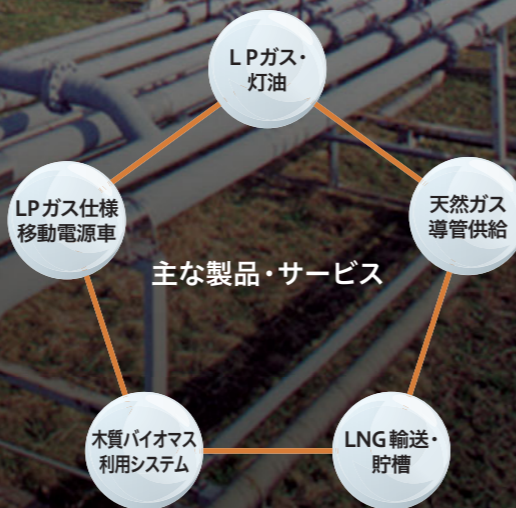 LPガス・
灯油
LPガス仕様
移動電源車
天然ガス
導管供給
主な製品・サービス
木質バイオマス
利用システム
LNG輸送・
貯槽